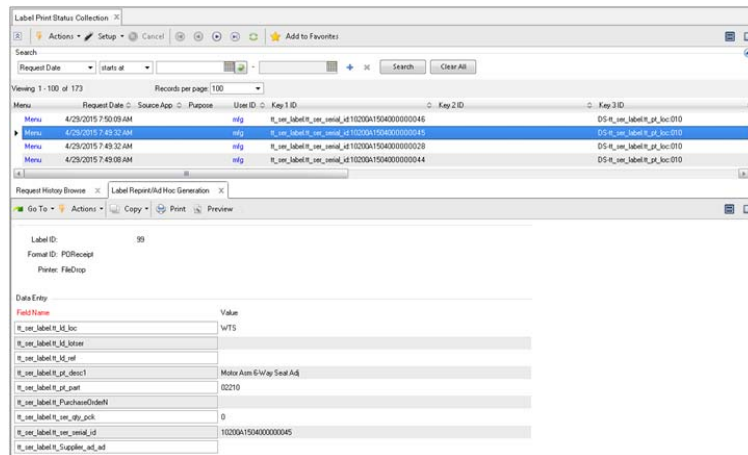 Label Print Status Collection
Actions Setup Cancel Add to Favorites
Search
Request Date starts at - Search Clear All
Viewing 1 - 100 of 173 Records per page: 100
Menu Request Date Source App Purpose User ID Key 1 ID Key 2 ID Key 3 ID
Menu 4/29/2015 7:50:09 AM mfg tt_ser_label.tt_ser_serial_id:10200A1504000000046 DS-tt_ser_label.tt_pt_loc:010
Menu 4/29/2015 7:49:32 AM mfg tt_ser_label.tt_ser_serial_id:10200A1504000000045 DS-tt_ser_label.tt_pt_loc:010
Menu 4/29/2015 7:49:32 AM mfg tt_ser_label.tt_ser_serial_id:10200A1504000000028 DS-tt_ser_label.tt_pt_loc:010
Menu 4/29/2015 7:49:08 AM mfg tt_ser_label.tt_ser_serial_id:10200A1504000000044 DS-tt_ser_label.tt_pt_loc:010
Request History Browse Label Reprint/Ad Hoc Generation
Go To Actions Copy Print Preview
Label ID: 99
Format ID: POReceipt
Printer: FileDrop
Data Entry
Field Name Value
tt_ser_label.tt_ld_loc WTS
tt_ser_label.tt_ld_lotser
tt_ser_label.tt_ld_ref
tt_ser_label.tt_pt_desc1 Motor Asm 6-Way Seat Adj
tt_ser_label.tt_pt_part 02210
tt_ser_label.tt_PurchaseOrderN
tt_ser_label.tt_ser_qty_pck 0
tt_ser_label.tt_ser_serial_id 10200A1504000000045
tt_ser_label.tt_Supplier_ad_ad